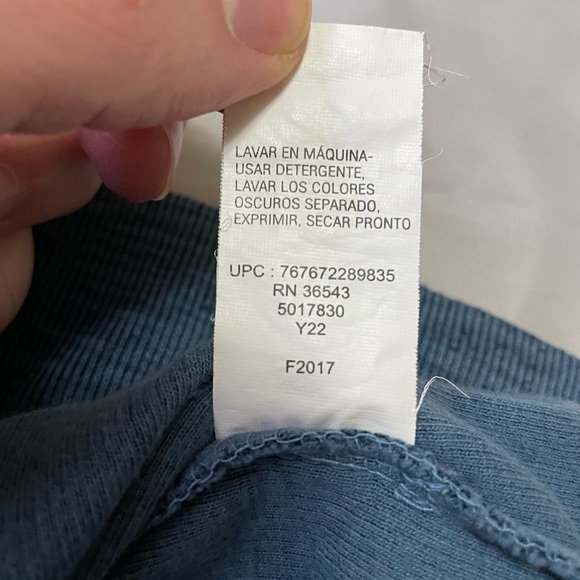 LAVAR EN MÁQUINA-
USAR DETERGENTE,
LAVAR LOS COLORES
OSCUROS SEPARADO,
EXPRIMIR, SECAR PRONTO
UPC : 767672289835
RN 36543
5017830
Y22
F2017